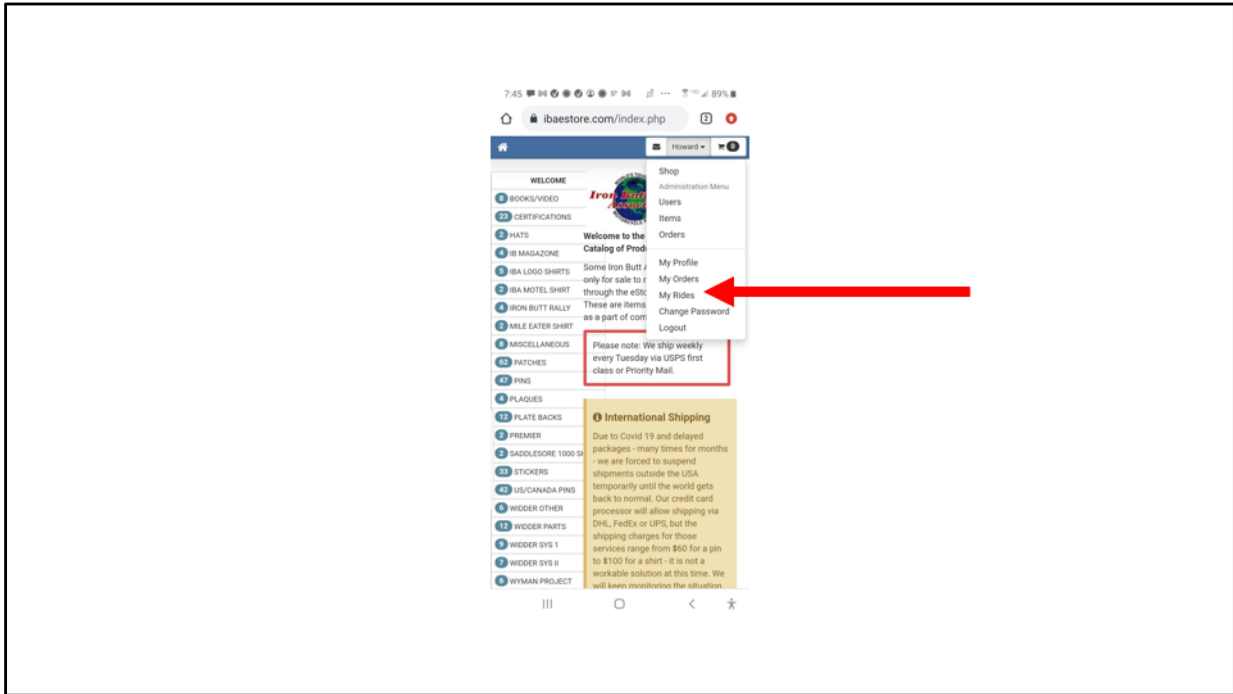 7:45
89%
ibaestore.com/index.php
2
Howard
0
WELCOME
8 BOOKS/VIDEO
23 CERTIFICATIONS
2 HATS
4 IB MAGAZONE
5 IBA LOGO SHIRTS
2 IBA MOTEL SHIRT
4 IRON BUTT RALLY
2 MILE EATER SHIRT
8 MISCELLANEOUS
62 PATCHES
47 PINS
4 PLAQUES
12 PLATE BACKS
2 PREMIER
2 SADDLESORE 1000 SH
33 STICKERS
42 US/CANADA PINS
6 WIDDER OTHER
12 WIDDER PARTS
9 WIDDER SYS 1
7 WIDDER SYS II
6 WYMAN PROJECT
Iron Butt
Associ
Welcome to the
Catalog of Prod
Some Iron Butt A
only for sale to r
through the eSto
These are items
as a part of com
Shop
Administration Menu
Users
Items
Orders
My Profile
My Orders
My Rides
Change Password
Logout
Please note: We ship weekly
every Tuesday via USPS first
class or Priority Mail.
International Shipping
Due to Covid 19 and delayed
packages - many times for months
- we are forced to suspend
shipments outside the USA
temporarily until the world gets
back to normal. Our credit card
processor will allow shipping via
DHL, FedEx or UPS, but the
shipping charges for those
services range from $60 for a pin
to $100 for a shirt - it is not a
workable solution at this time. We
will keep monitoring the situation